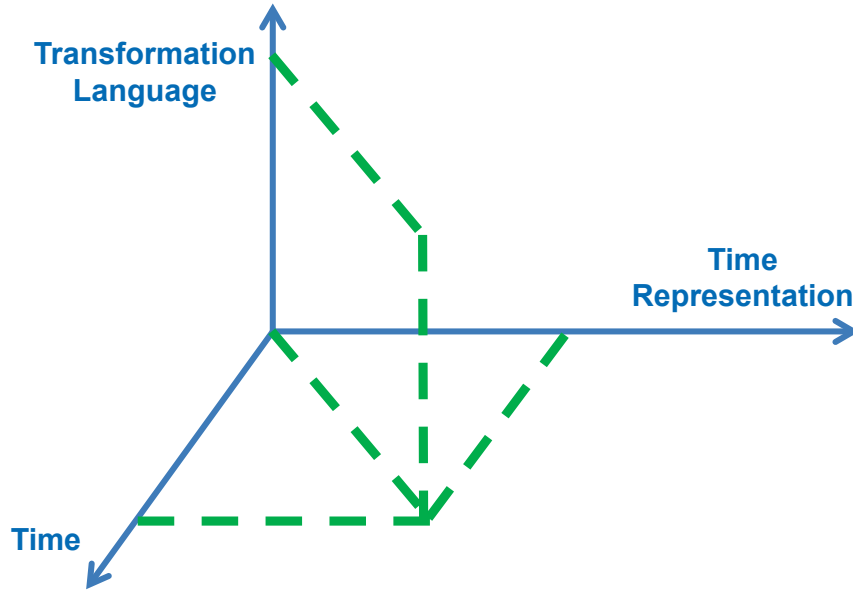 Transformation
Language
Time
Representation
Time